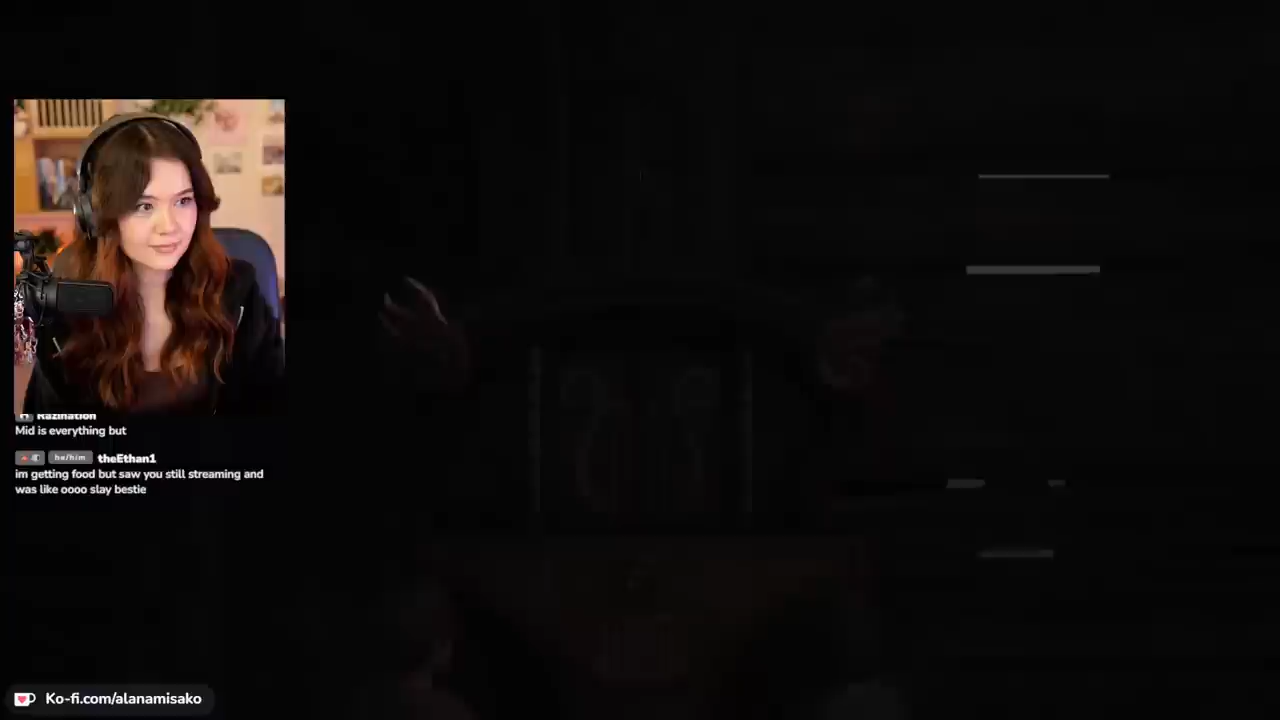 Razination
Mid is everything but
he/him theEthan1
im getting food but saw you still streaming and
was like oooo slay bestie
Ko-fi.com/alanamisako